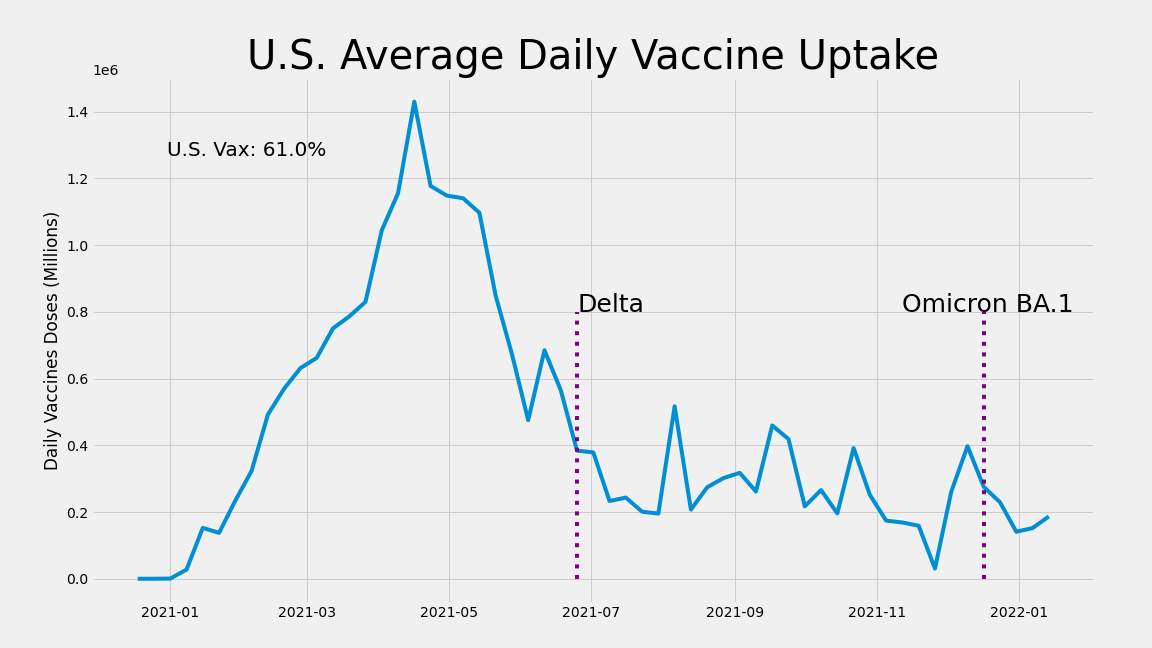 U.S. Average Daily Vaccine Uptake
1e6
1.4
U.S. Vax: 61.0%
1.2
1.0
Daily Vaccines Doses (Millions)
Delta
Omicron BA.1
0.8
0.6
0.4
0.2
0.0
2021-01
2021-03
2021-05
2021-07
2021-09
2021-11
2022-01